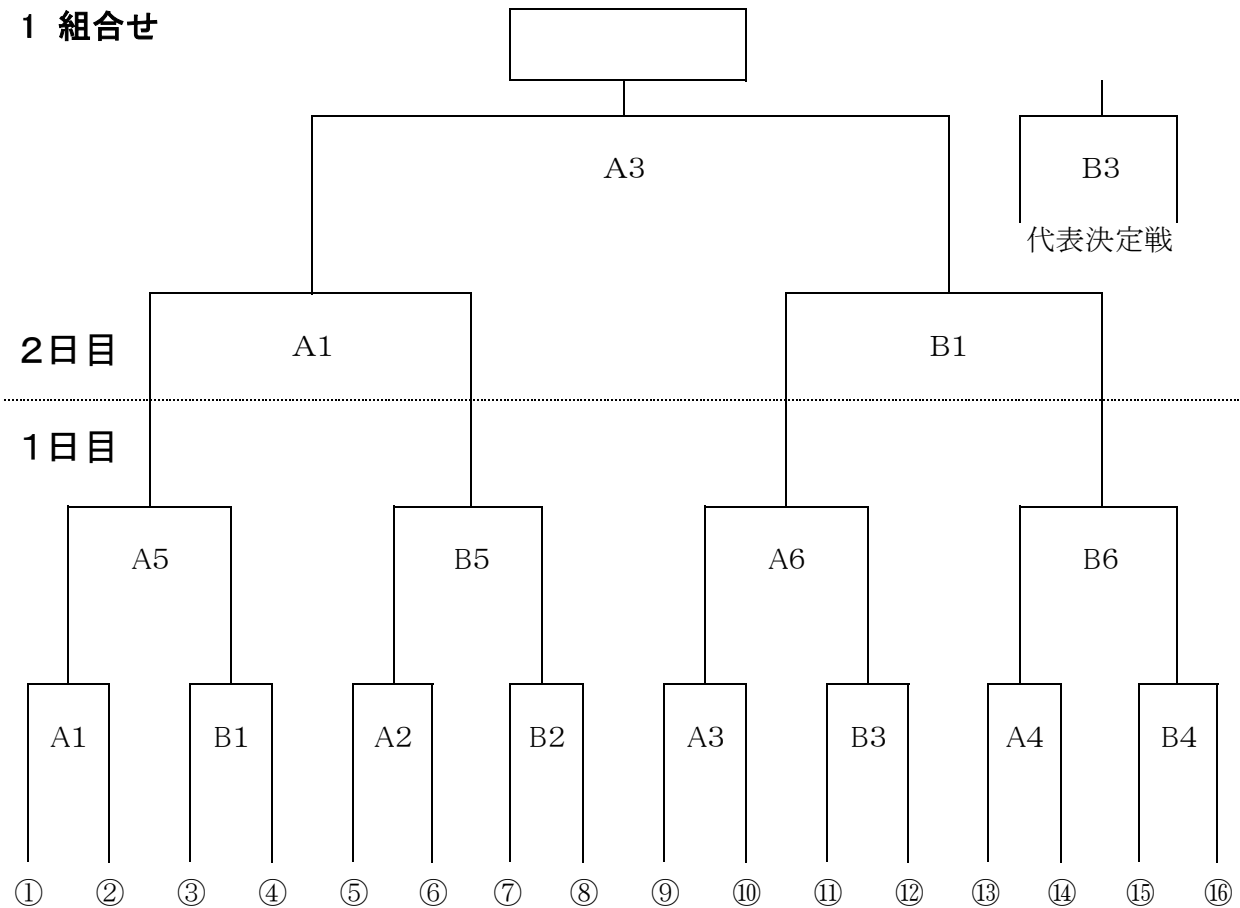 1 組合せ
A3
B3
代表決定戦
2日目
A1
B1
1日目
A5
B5
A6
B6
A1
B1
A2
B2
A3
B3
A4
B4
① ② ③ ④ ⑤ ⑥ ⑦ ⑧ ⑨ ⑩ ⑪ ⑫ ⑬ ⑭ ⑮ ⑯